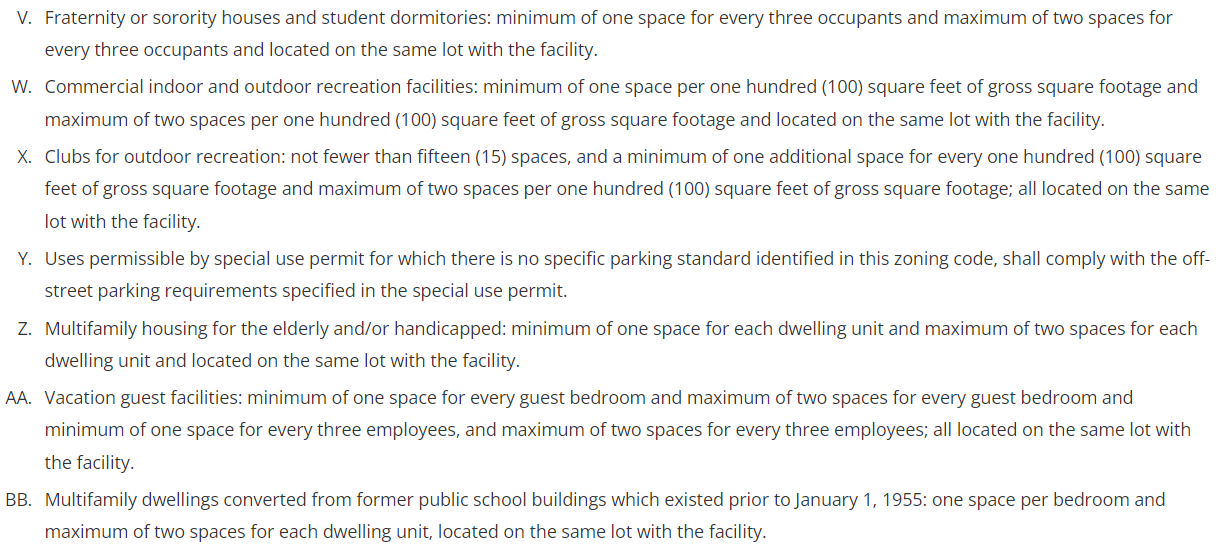 V. Fraternity or sorority houses and student dormitories: minimum of one space for every three occupants and maximum of two spaces for
every three occupants and located on the same lot with the facility.
W. Commercial indoor and outdoor recreation facilities: minimum of one space per one hundred (100) square feet of gross square footage and
maximum of two spaces per one hundred (100) square feet of gross square footage and located on the same lot with the facility.
X. Clubs for outdoor recreation: not fewer than fifteen (15) spaces, and a minimum of one additional space for every one hundred (100) square
feet of gross square footage and maximum of two spaces per one hundred (100) square feet of gross square footage; all located on the same
lot with the facility.
Y. Uses permissible by special use permit for which there is no specific parking standard identified in this zoning code, shall comply with the off-
street parking requirements specified in the special use permit.
Z. Multifamily housing for the elderly and/or handicapped: minimum of one space for each dwelling unit and maximum of two spaces for each
dwelling unit and located on the same lot with the facility.
AA. Vacation guest facilities: minimum of one space for every guest bedroom and maximum of two spaces for every guest bedroom and
minimum of one space for every three employees, and maximum of two spaces for every three employees; all located on the same lot with
the facility.
BB. Multifamily dwellings converted from former public school buildings which existed prior to January 1, 1955: one space per bedroom and
maximum of two spaces for each dwelling unit, located on the same lot with the facility.